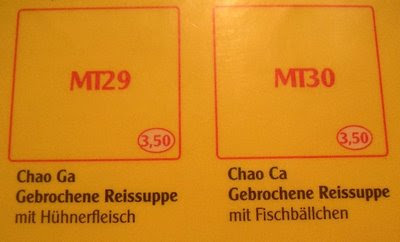 MT29
3,50
Chao Ga
Gebrochene Reissuppe
mit Hühnerfleisch
MT30
3,50
Chao Ca
Gebrochene Reissuppe
mit Fischbällchen